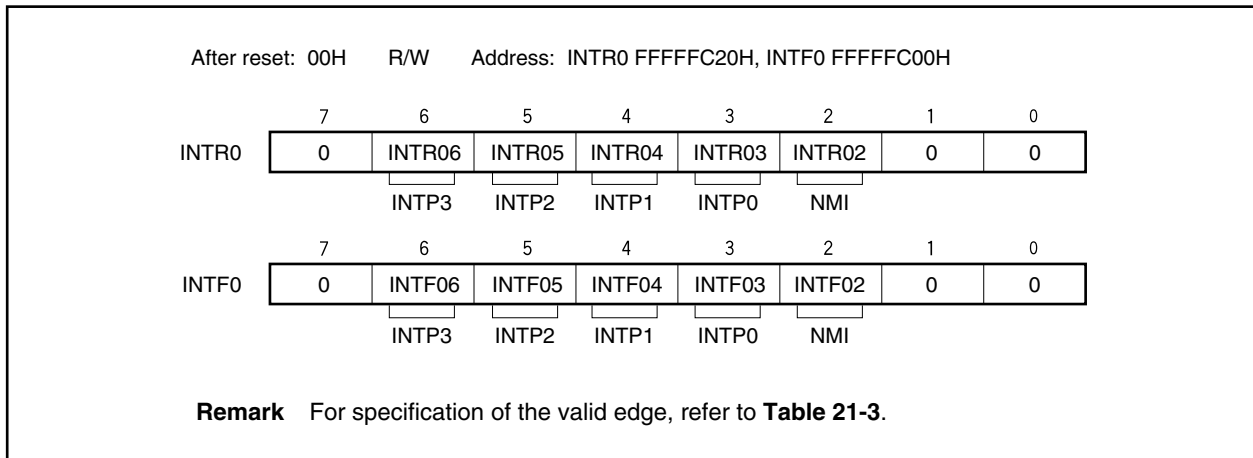 After reset: 00H R/W Address: INTR0 FFFFFC20H, INTF0 FFFFFC00H
7 6 5 4 3 2 1 0
INTR0 0 INTR06 INTR05 INTR04 INTR03 INTR02 0 0
INTP3 INTP2 INTP1 INTP0 NMI
7 6 5 4 3 2 1 0
INTF0 0 INTF06 INTF05 INTF04 INTF03 INTF02 0 0
INTP3 INTP2 INTP1 INTP0 NMI
Remark For specification of the valid edge, refer to Table 21-3.